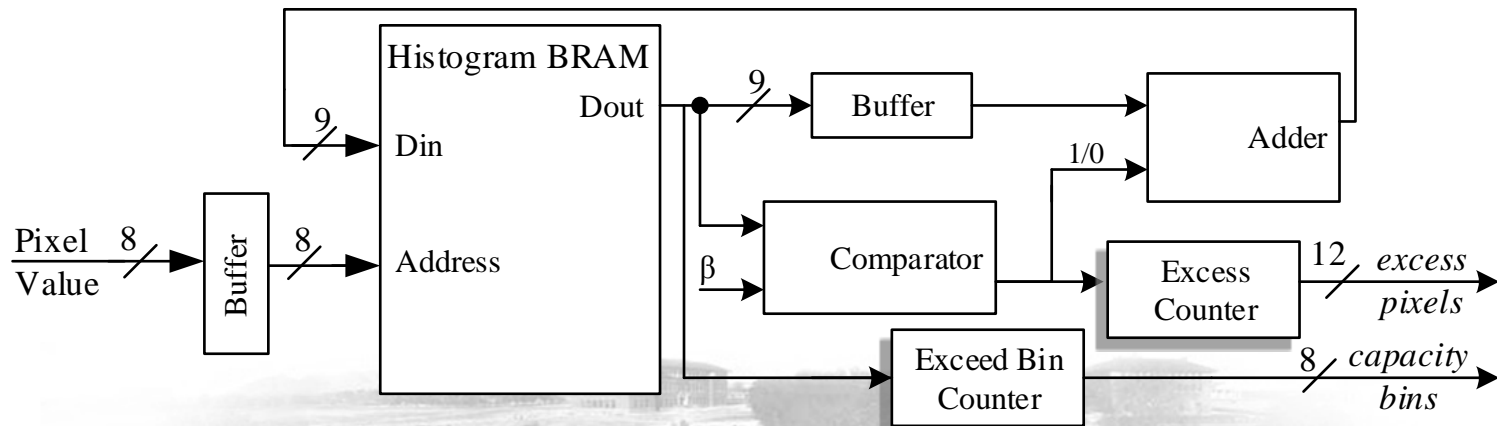 Histogram BRAM
Dout
9
Buffer
Adder
9
Din
1/0
Pixel
Value
8
Buffer
8
Address
Comparator
β
Excess
Counter
12
excess
pixels
Exceed Bin
Counter
8
capacity
bins